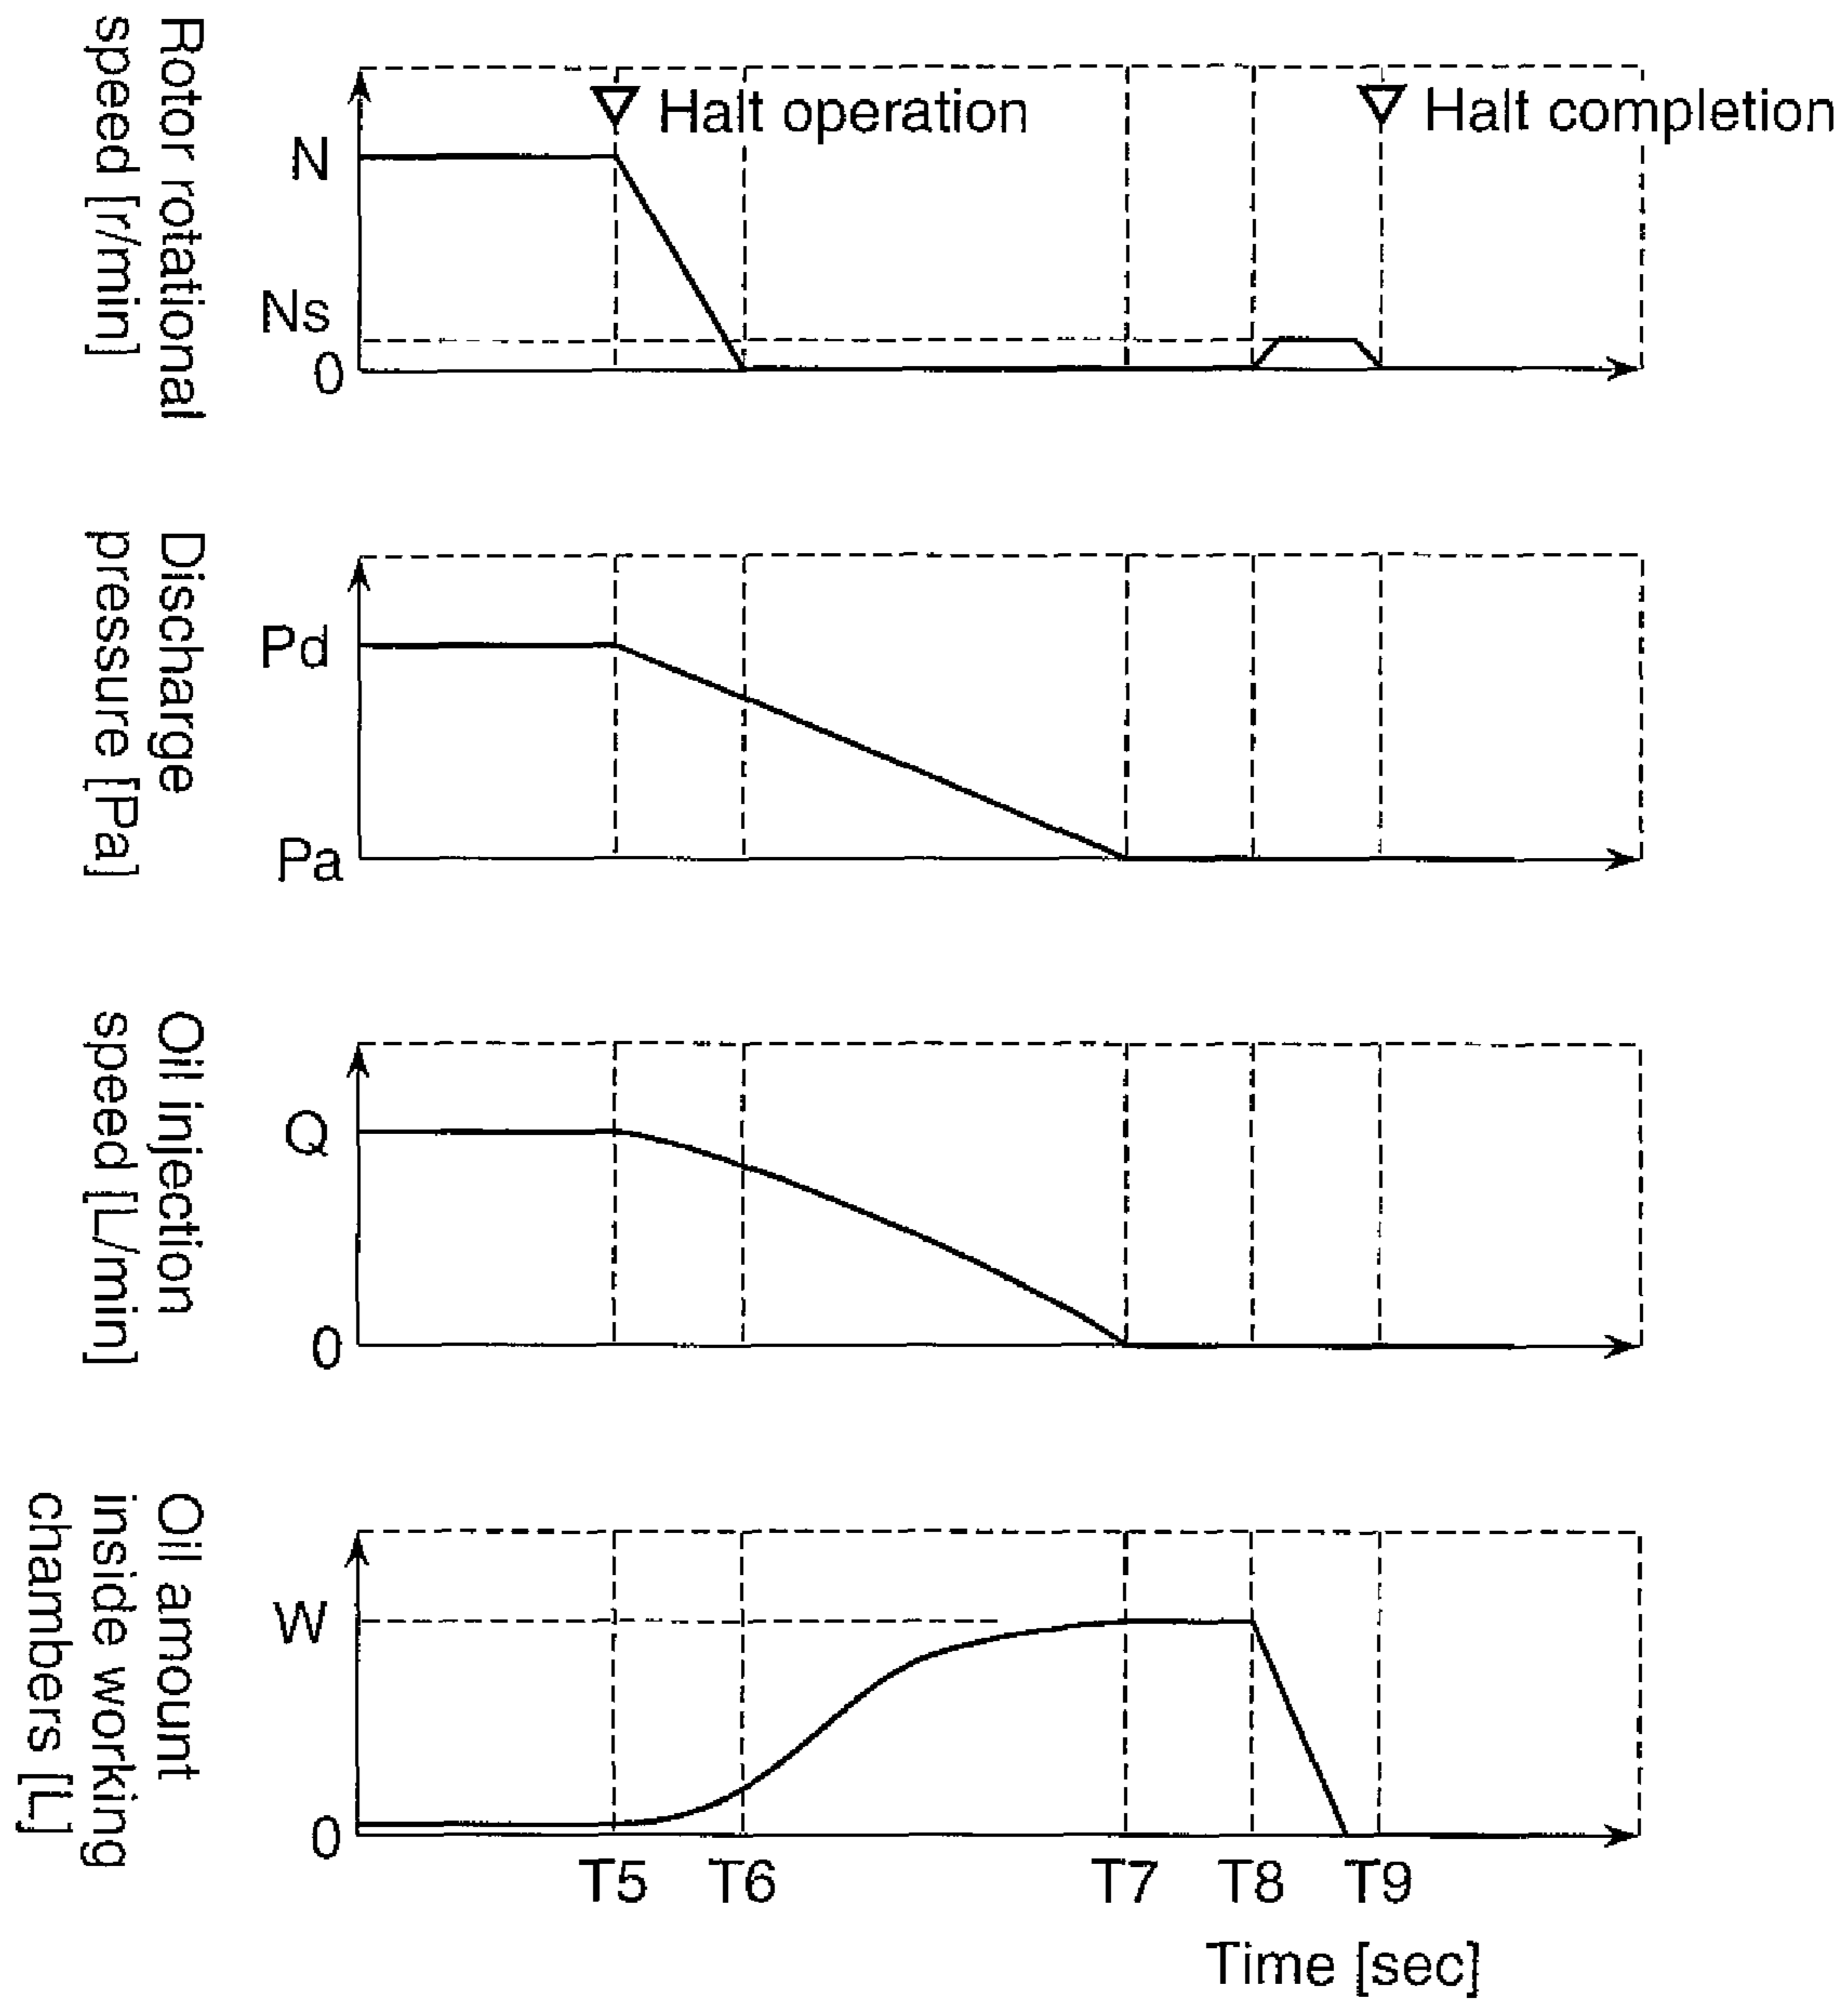 Rotor rotational
speed [r/min]
N
Ns
0
Halt operation
Halt completion
Discharge
pressure [Pa]
Pd
Pa
Oil injection
speed [L/min]
Q
0
Oil amount
inside working
chambers [L]
W
0
T5 T6 T7 T8 T9
Time [sec]